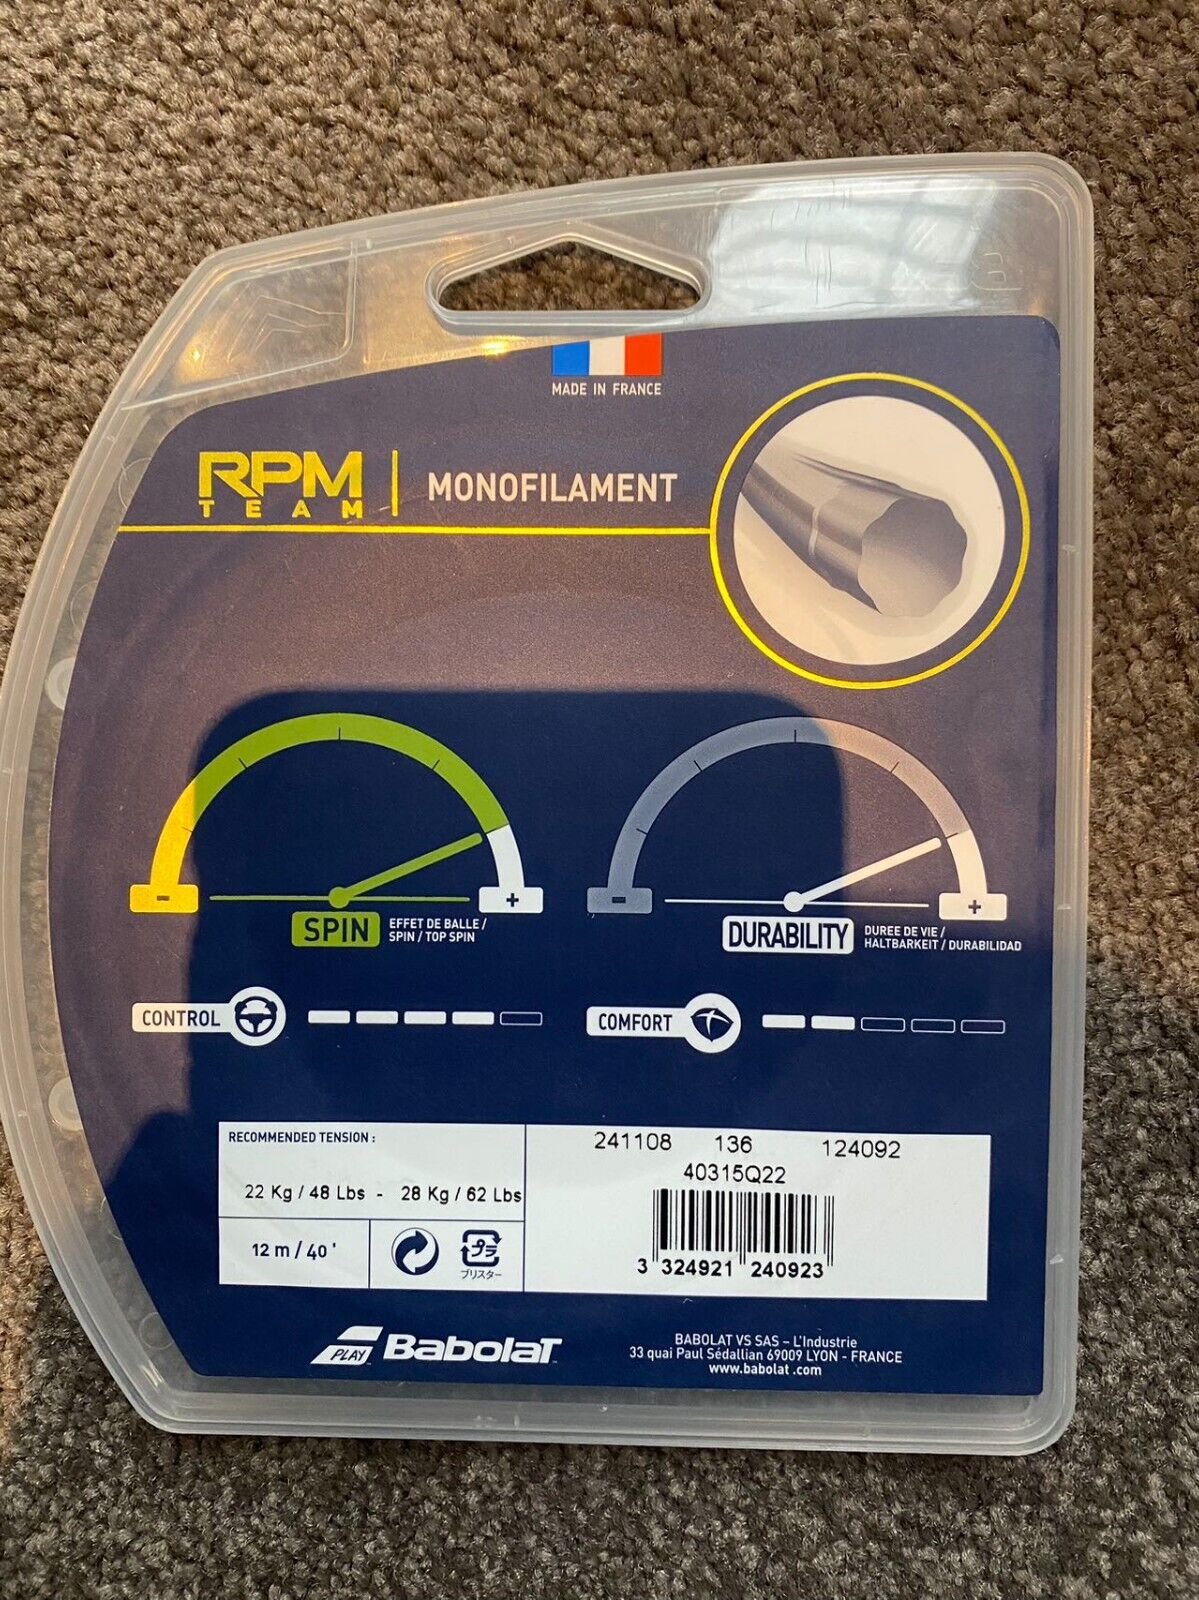 MADE IN FRANCE
RPM
TEAM
MONOFILAMENT
-
+
SPIN
EFFET DE BALLE /
SPIN / TOP SPIN
-
+
DURABILITY
DUREE DE VIE /
HALTBARKEIT / DURABILIDAD
CONTROL
COMFORT
RECOMMENDED TENSION :
22 Kg / 48 Lbs - 28 Kg / 62 Lbs
12 m / 40 '
プラ
ブリスター
241108 136 124092
40315Q22
3 324921 240923
PLAY
BabolaT
BABOLAT VS SAS – L'Industrie
33 quai Paul Sédallian 69009 LYON - FRANCE
www.babolat .com